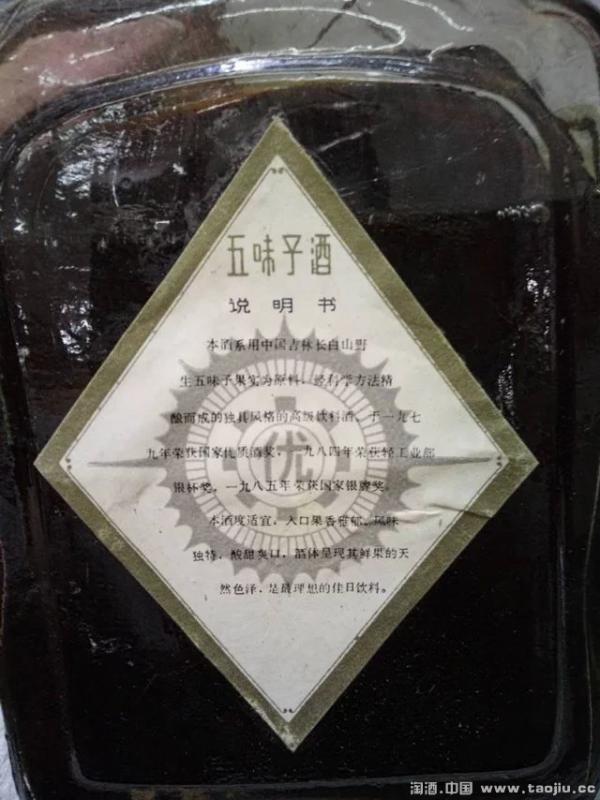 五味子酒
说明书
本酒系用中国吉林长白山野
生五味子果实为原料，经科学方法精
酿而成的独具风格的高级饮料酒。于一九七
九年荣获国家优质酒奖。一九八四年荣获轻工业部
银杯奖。一九八五年荣获国家银牌奖。
优
本酒度适宜，入口果香雅郁，风味
独特，酸甜爽口，酒体呈现其鲜果的天
然色泽，是最理想的佳日饮料。
淘酒.中国 www.taojiu.cc